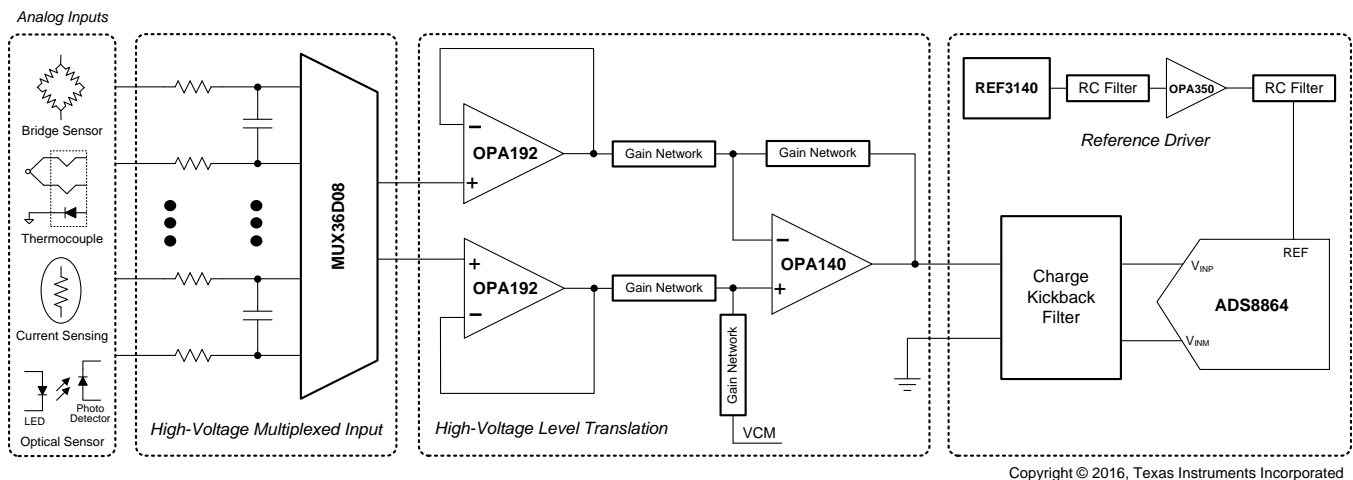 Analog Inputs
Bridge Sensor
Thermocouple
Current Sensing
LED
Photo
Detector
Optical Sensor
MUX36D08
High-Voltage Multiplexed Input
OPA192
+
OPA192
+
Gain Network
Gain Network
Gain Network
Gain Network
OPA140
+
VCM
High-Voltage Level Translation
REF3140
RC Filter
OPA350
RC Filter
Reference Driver
Charge
Kickback
Filter
VINP
VINM
REF
ADS8864
Copyright © 2016, Texas Instruments Incorporated